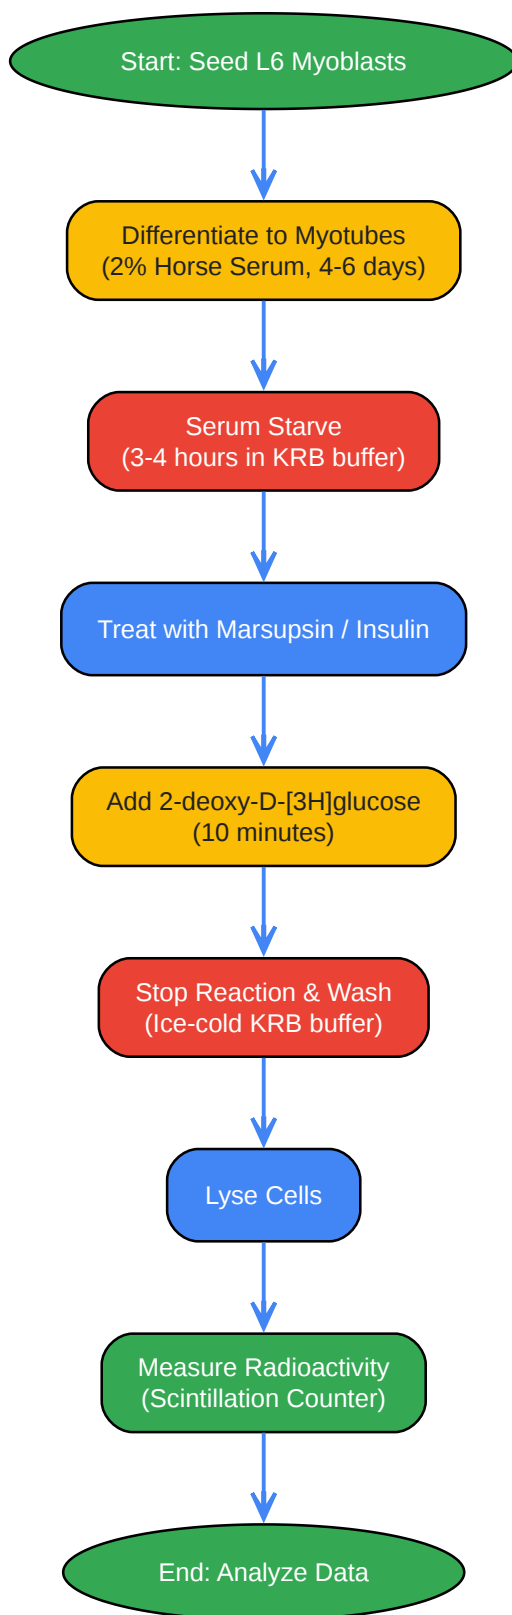 Start: Seed L6 Myoblasts
Differentiate to Myotubes
(2% Horse Serum, 4-6 days)
Serum Starve
(3-4 hours in KRB buffer)
Treat with Marsupsin / Insulin
Add 2-deoxy-D-[3H]glucose
(10 minutes)
Stop Reaction & Wash
(Ice-cold KRB buffer)
Lyse Cells
Measure Radioactivity
(Scintillation Counter)
End: Analyze Data